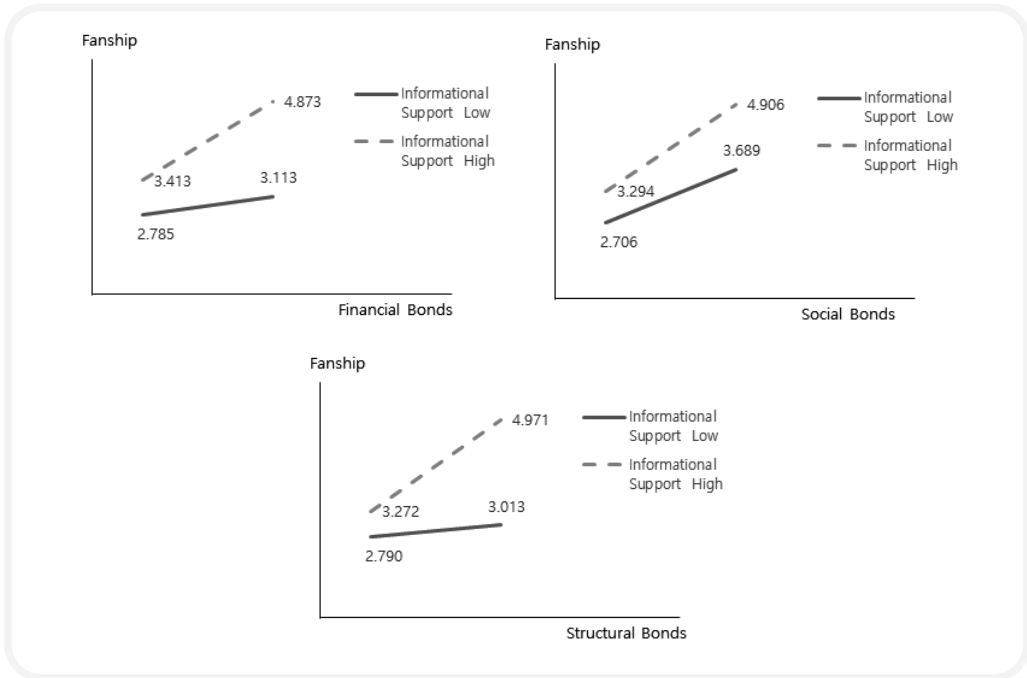 Fanship
4.873
3.413
3.113
2.785
Informational
Support Low
Informational
Support High
Financial Bonds
Fanship
4.906
3.689
3.294
2.706
Informational
Support Low
Informational
Support High
Social Bonds
Fanship
4.971
3.272
3.013
2.790
Informational
Support Low
Informational
Support High
Structural Bonds